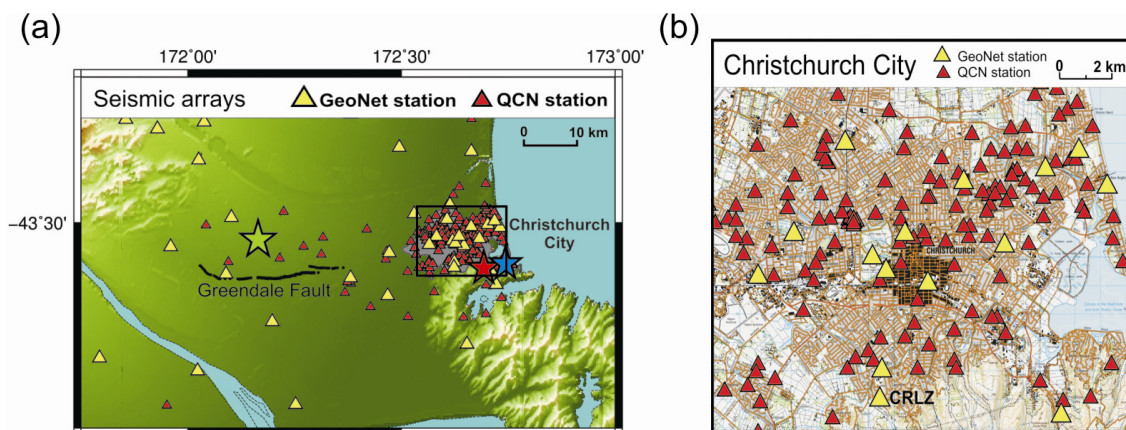 (a)
172°00'
172°30'
173°00'
Seismic arrays
GeoNet station
QCN station
0
10 km
−43°30'
Christchurch
City
Greendale Fault
(b)
Christchurch City
GeoNet station
QCN station
0
2 km
CHRISTCHURCH
CRLZ